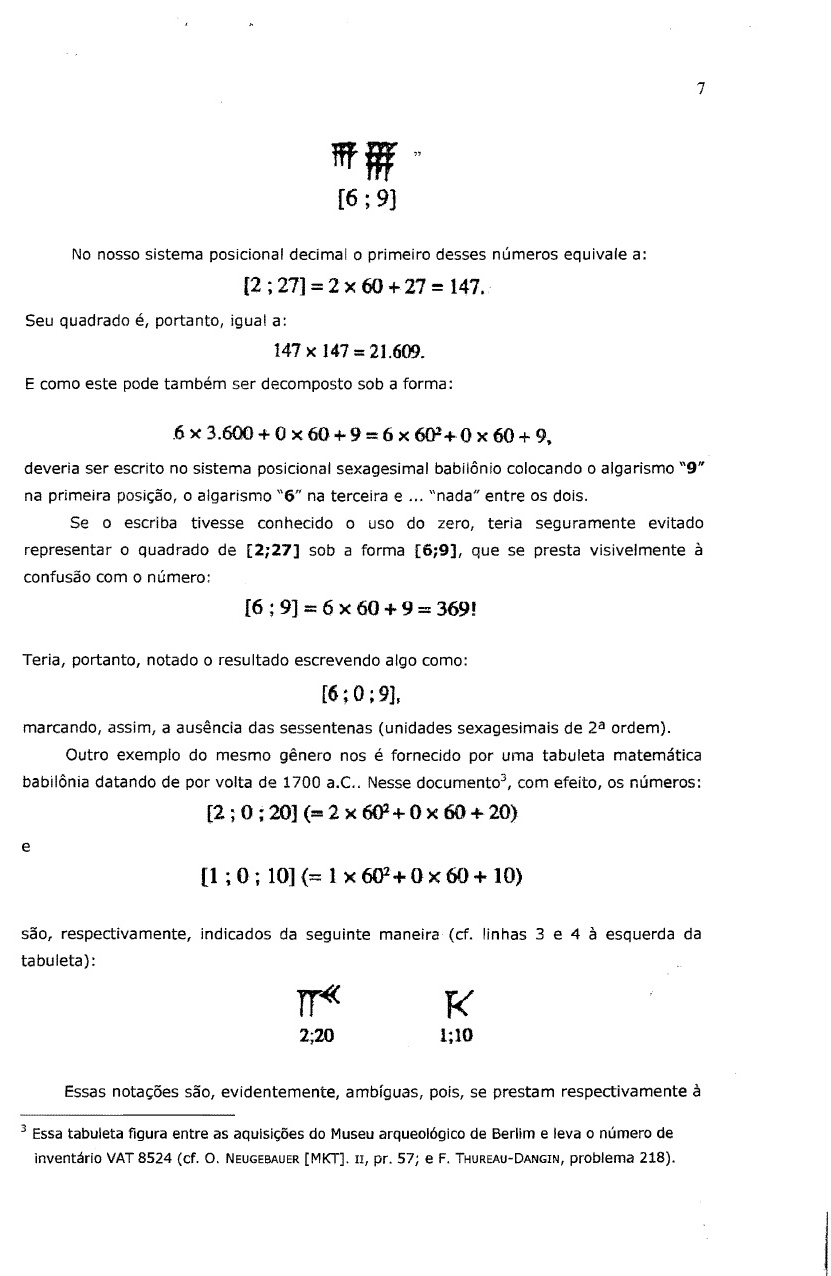 7
”
[6 ; 9]
No nosso sistema posicional decimal o primeiro desses números equivale a:
[2 ; 27] = 2 x 60 + 27 = 147.
Seu quadrado é, portanto, igual a:
147 x 147 = 21.609.
E como este pode também ser decomposto sob a forma:
6 x 3.600 + 0 x 60 + 9 = 6 x 60² + 0 x 60 + 9,
deveria ser escrito no sistema posicional sexagesimal babilônio colocando o algarismo "9"
na primeira posição, o algarismo "6" na terceira e ... "nada" entre os dois.
Se o escriba tivesse conhecido o uso do zero, teria seguramente evitado
representar o quadrado de [2;27] sob a forma [6;9], que se presta visivelmente à
confusão com o número:
[6 ; 9] = 6 x 60 + 9 = 369!
Teria, portanto, notado o resultado escrevendo algo como:
[6 ; 0 ; 9],
marcando, assim, a ausência das sessentenas (unidades sexagesimais de 2ª ordem).
Outro exemplo do mesmo gênero nos é fornecido por uma tabuleta matemática
babilônia datando de por volta de 1700 a.C.. Nesse documento³, com efeito, os números:
[2 ; 0 ; 20] (= 2 x 60² + 0 x 60 + 20)
e
[1 ; 0 ; 10] (= 1 x 60² + 0 x 60 + 10)
são, respectivamente, indicados da seguinte maneira (cf. linhas 3 e 4 à esquerda da
tabuleta):
2;20 1;10
Essas notações são, evidentemente, ambíguas, pois, se prestam respectivamente à
³ Essa tabuleta figura entre as aquisições do Museu arqueológico de Berlim e leva o número de
inventário VAT 8524 (cf. O. NEUGEBAUER [MKT]. II, pr. 57; e F. THUREAU-DANGIN, problema 218).